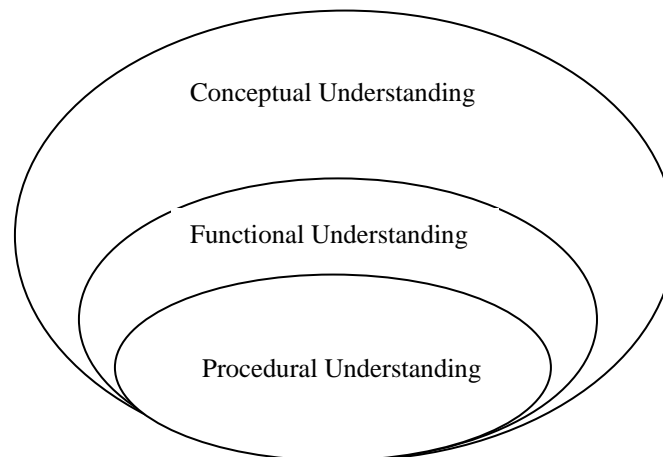 Conceptual Understanding
Functional Understanding
Procedural Understanding